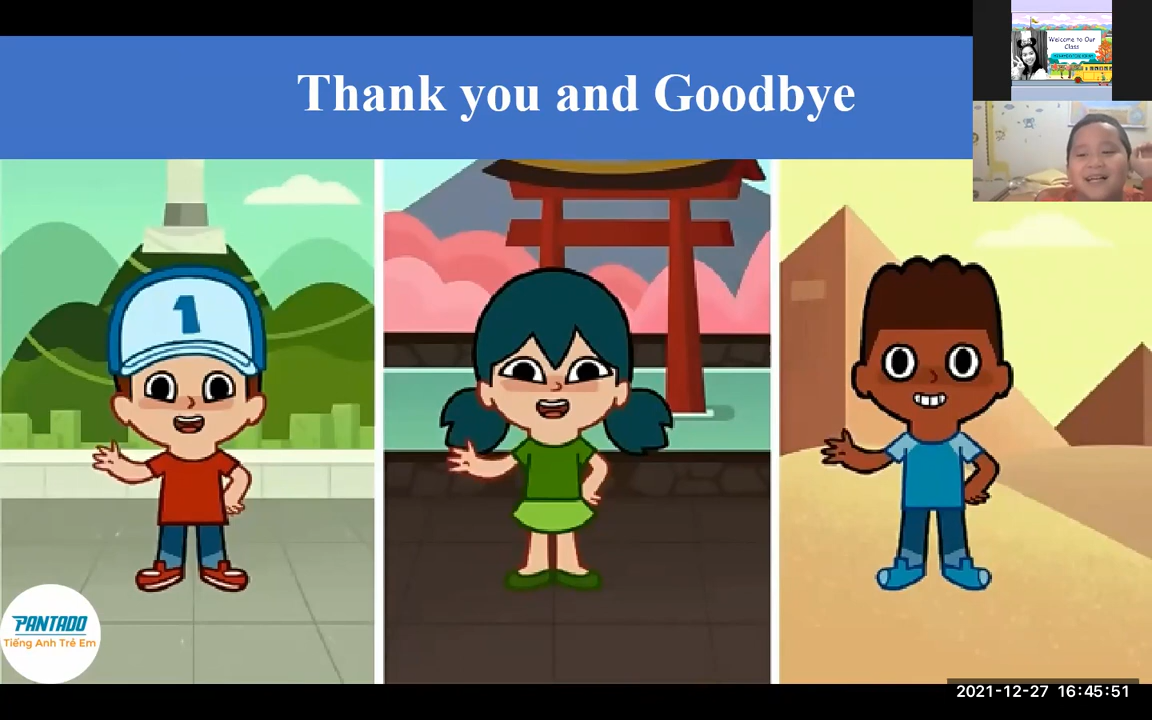 Thank you and Goodbye
Welcome to Our
Class
1
PANTADO
Tiếng Anh Trẻ Em
2021-12-27 16:45:51